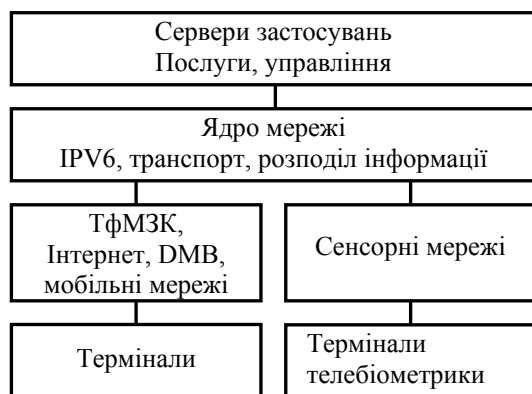 Сервери застосувань
Послуги, управління
Ядро мережі
IPV6, транспорт, розподіл інформації
ТфМЗК,
Інтернет, DMB,
мобільні мережі
Сенсорні мережі
Термінали
Термінали
телебіометрики